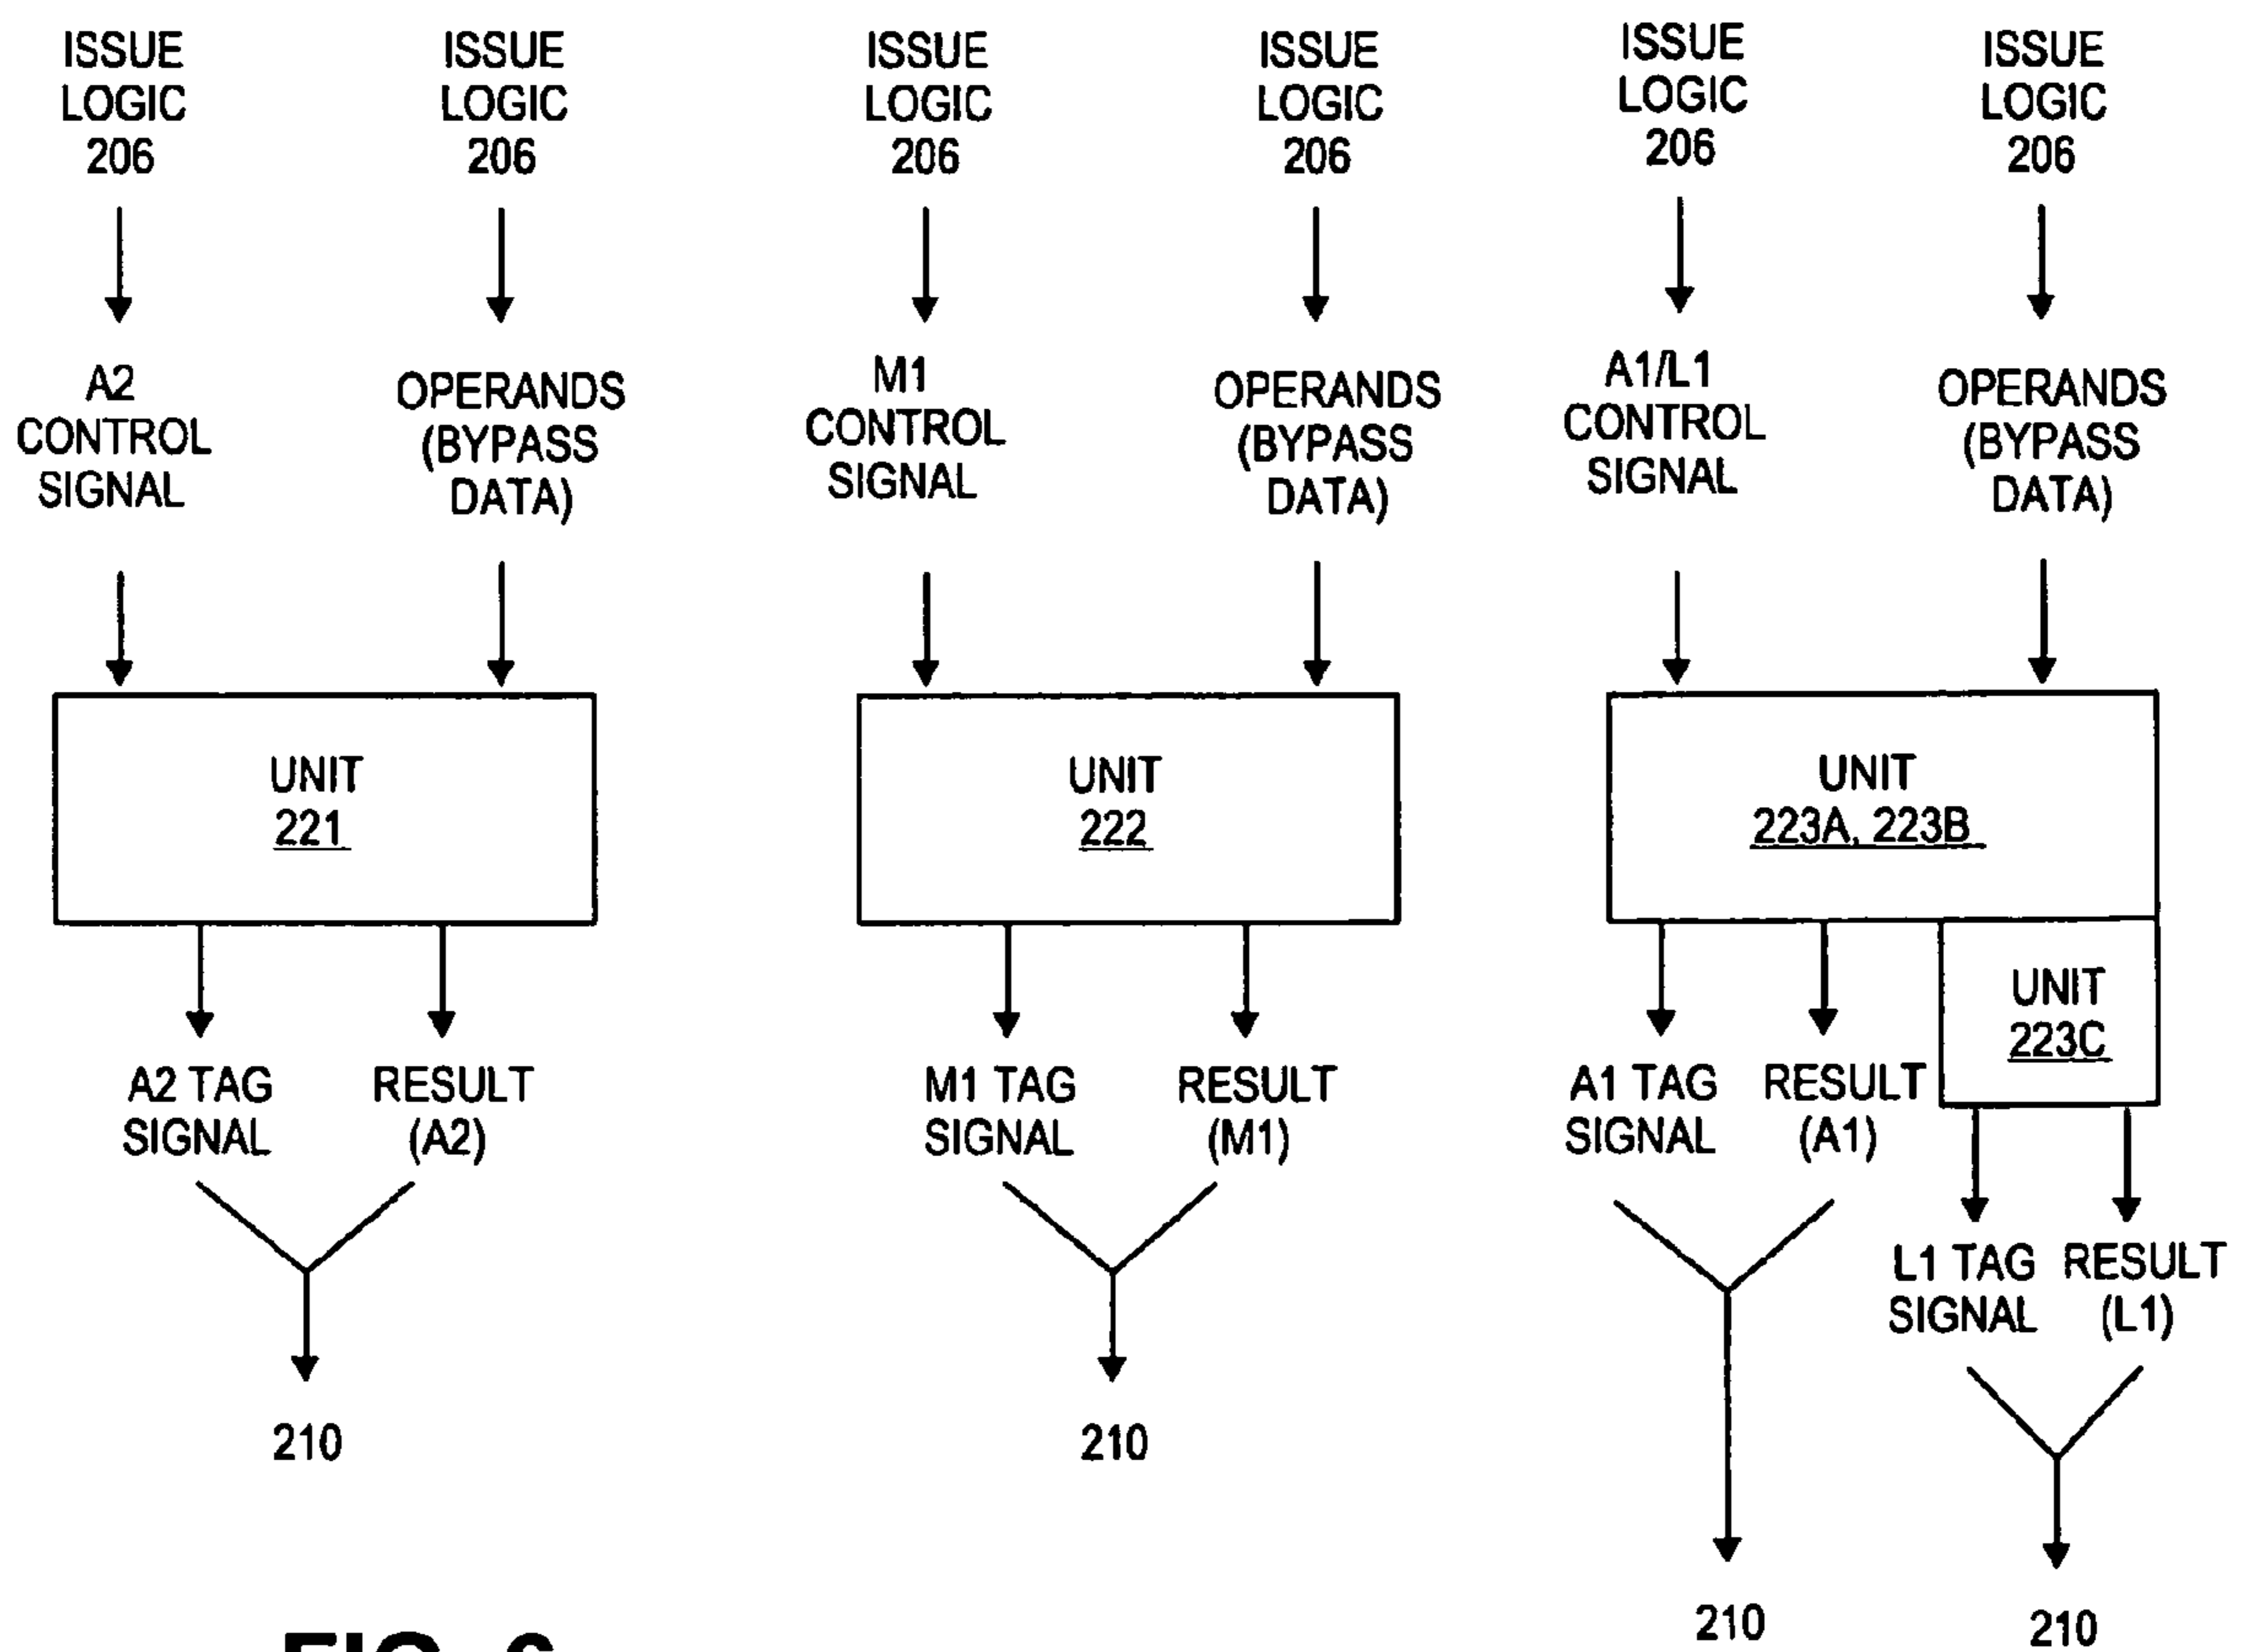 ISSUE
LOGIC
206
ISSUE
LOGIC
206
ISSUE
LOGIC
206
ISSUE
LOGIC
206
ISSUE
LOGIC
206
ISSUE
LOGIC
206
A2
CONTROL
SIGNAL
OPERANDS
(BYPASS
DATA)
M1
CONTROL
SIGNAL
OPERANDS
(BYPASS
DATA)
A1/L1
CONTROL
SIGNAL
OPERANDS
(BYPASS
DATA)
UNIT
221
UNIT
222
UNIT
223A, 223B
UNIT
223C
A2 TAG
SIGNAL
RESULT
(A2)
M1 TAG
SIGNAL
RESULT
(M1)
A1 TAG
SIGNAL
RESULT
(A1)
L1 TAG
SIGNAL
RESULT
(L1)
210
210
210
210
FIG.